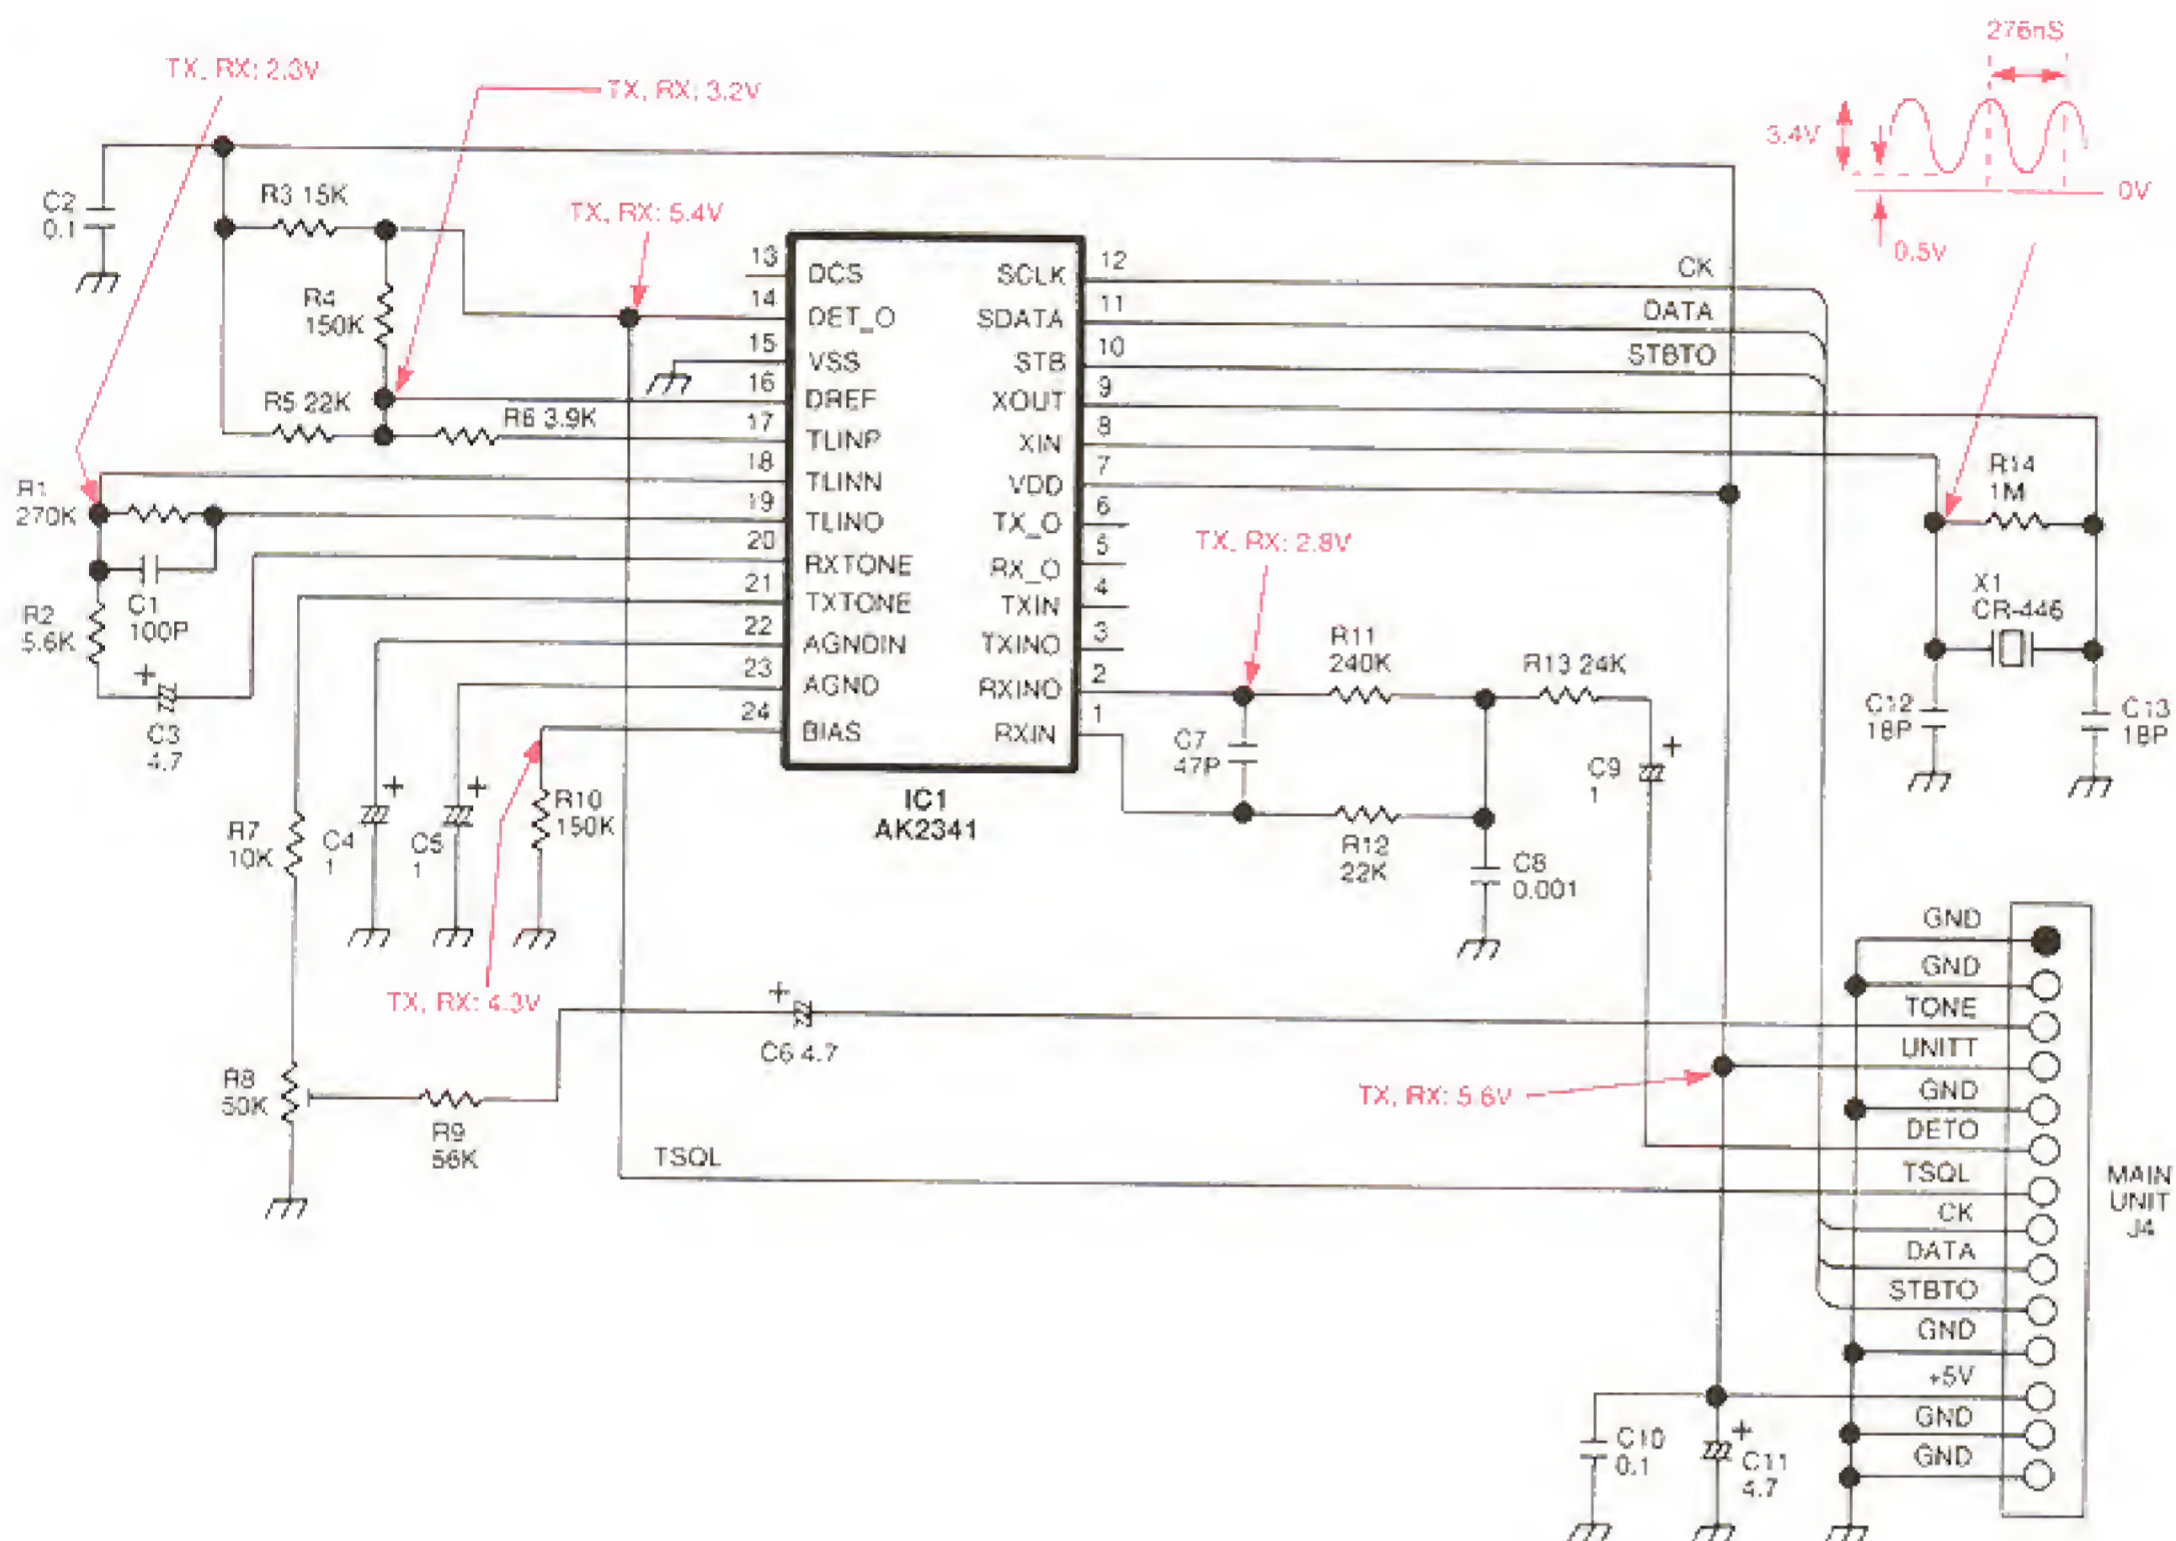 276nS
3.4V
0V
0.5V
TX, RX: 2.3V
TX, RX: 3.2V
TX, RX: 5.4V
C2
0.1
R3 15K
R4
150K
R5 22K
R6 3.9K
R1
270K
C1
100P
R2
5.6K
+
C3
4.7
R7
10K
R8
50K
R9
56K
+
C4
1
+
C5
1
R10
150K
TX, RX: 4.3V
+
C6 4.7
TSQL
13 DCS
14 DET_O
15 VSS
16 DREF
17 TLINP
18 TLINN
19 TLINO
20 RXTONE
21 TXTONE
22 AGNDIN
23 AGND
24 BIAS
SCLK 12
SDATA 11
STB 10
XOUT 9
XIN 8
VDD 7
TX_O 6
RX_O 5
TXIN 4
TXINO 3
RXINO 2
RXIN 1
IC1
AK2341
CK
DATA
STBTO
TX, RX: 2.8V
R11
240K
R13 24K
C7
47P
R12
22K
C8
0.001
+
C9
1
R14
1M
X1
CR-446
C12
18P
C13
18P
TX, RX: 5.6V
GND
GND
TONE
UNITT
GND
DETO
TSQL
CK
DATA
STBTO
GND
+5V
GND
GND
MAIN
UNIT
J4
C10
0.1
+
C11
4.7